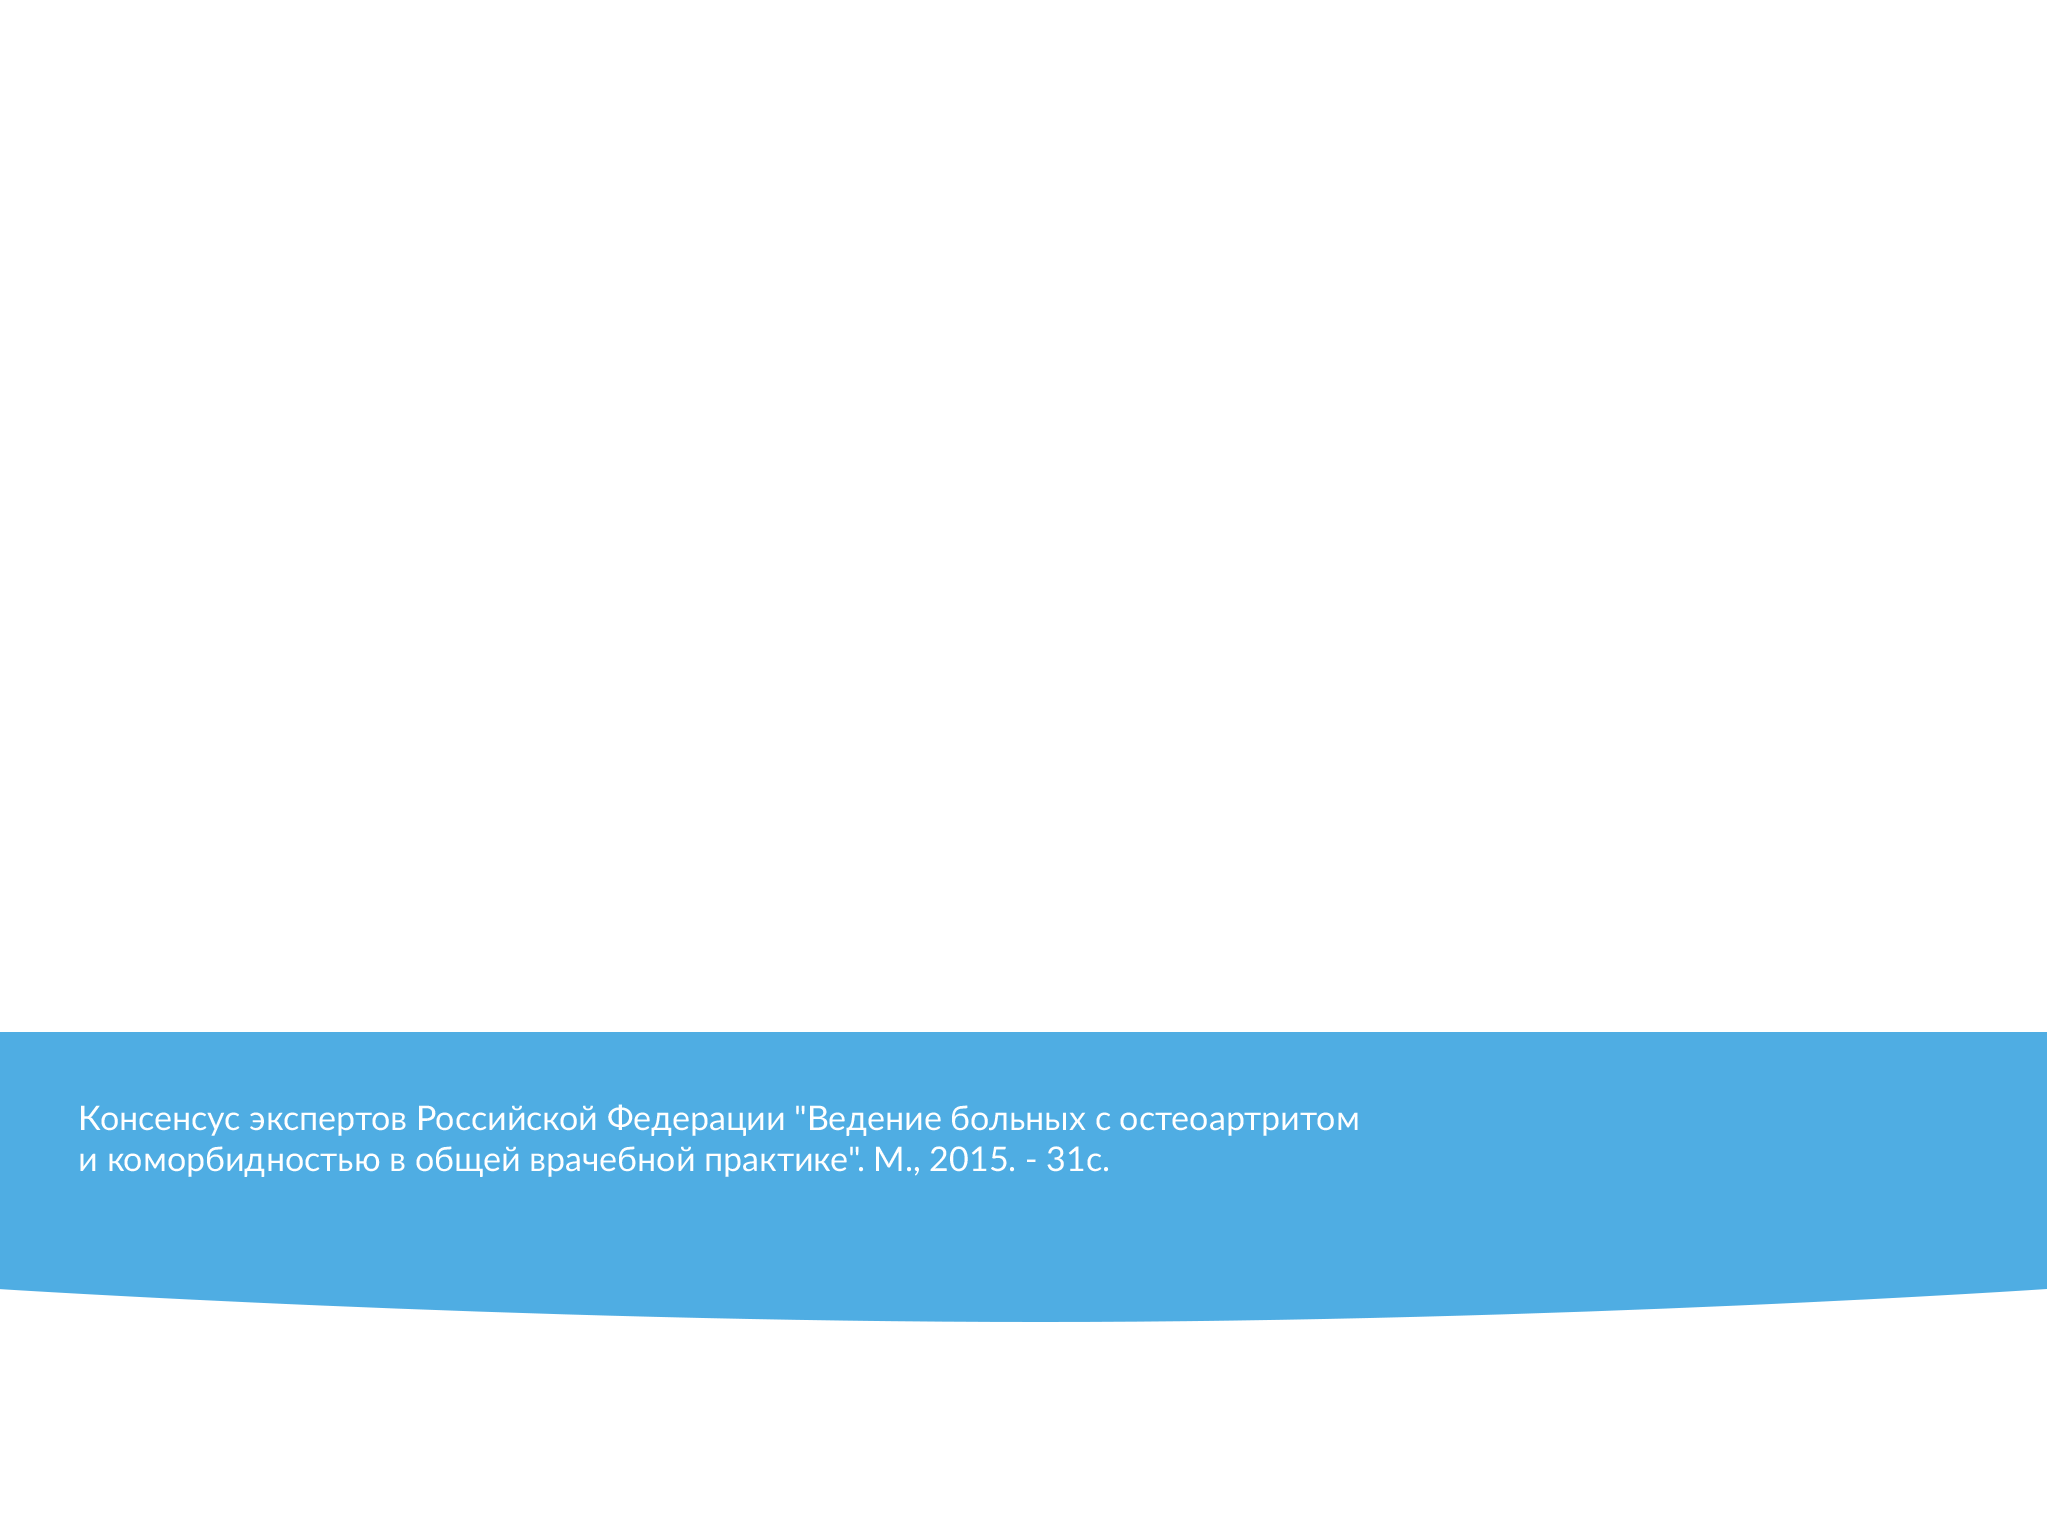 Консенсус экспертов Российской Федерации "Ведение больных с остеоартритом
и коморбидностью в общей врачебной практике". М., 2015. - 31с.